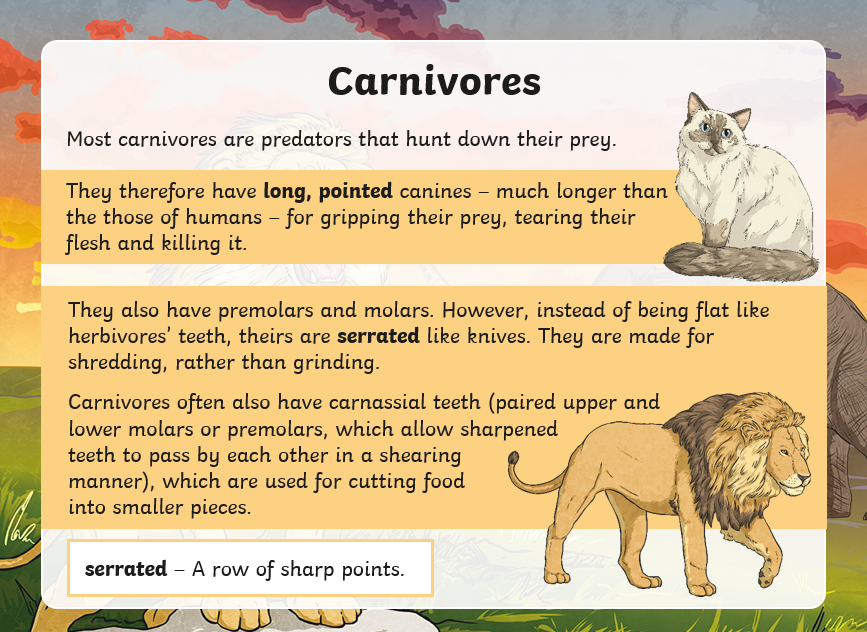 Carnivores
Most carnivores are predators that hunt down their prey.
They therefore have long, pointed canines – much longer than
the those of humans – for gripping their prey, tearing their
flesh and killing it.
They also have premolars and molars. However, instead of being flat like
herbivores’ teeth, theirs are serrated like knives. They are made for
shredding, rather than grinding.
Carnivores often also have carnassial teeth (paired upper and
lower molars or premolars, which allow sharpened
teeth to pass by each other in a shearing
manner), which are used for cutting food
into smaller pieces.
serrated – A row of sharp points.